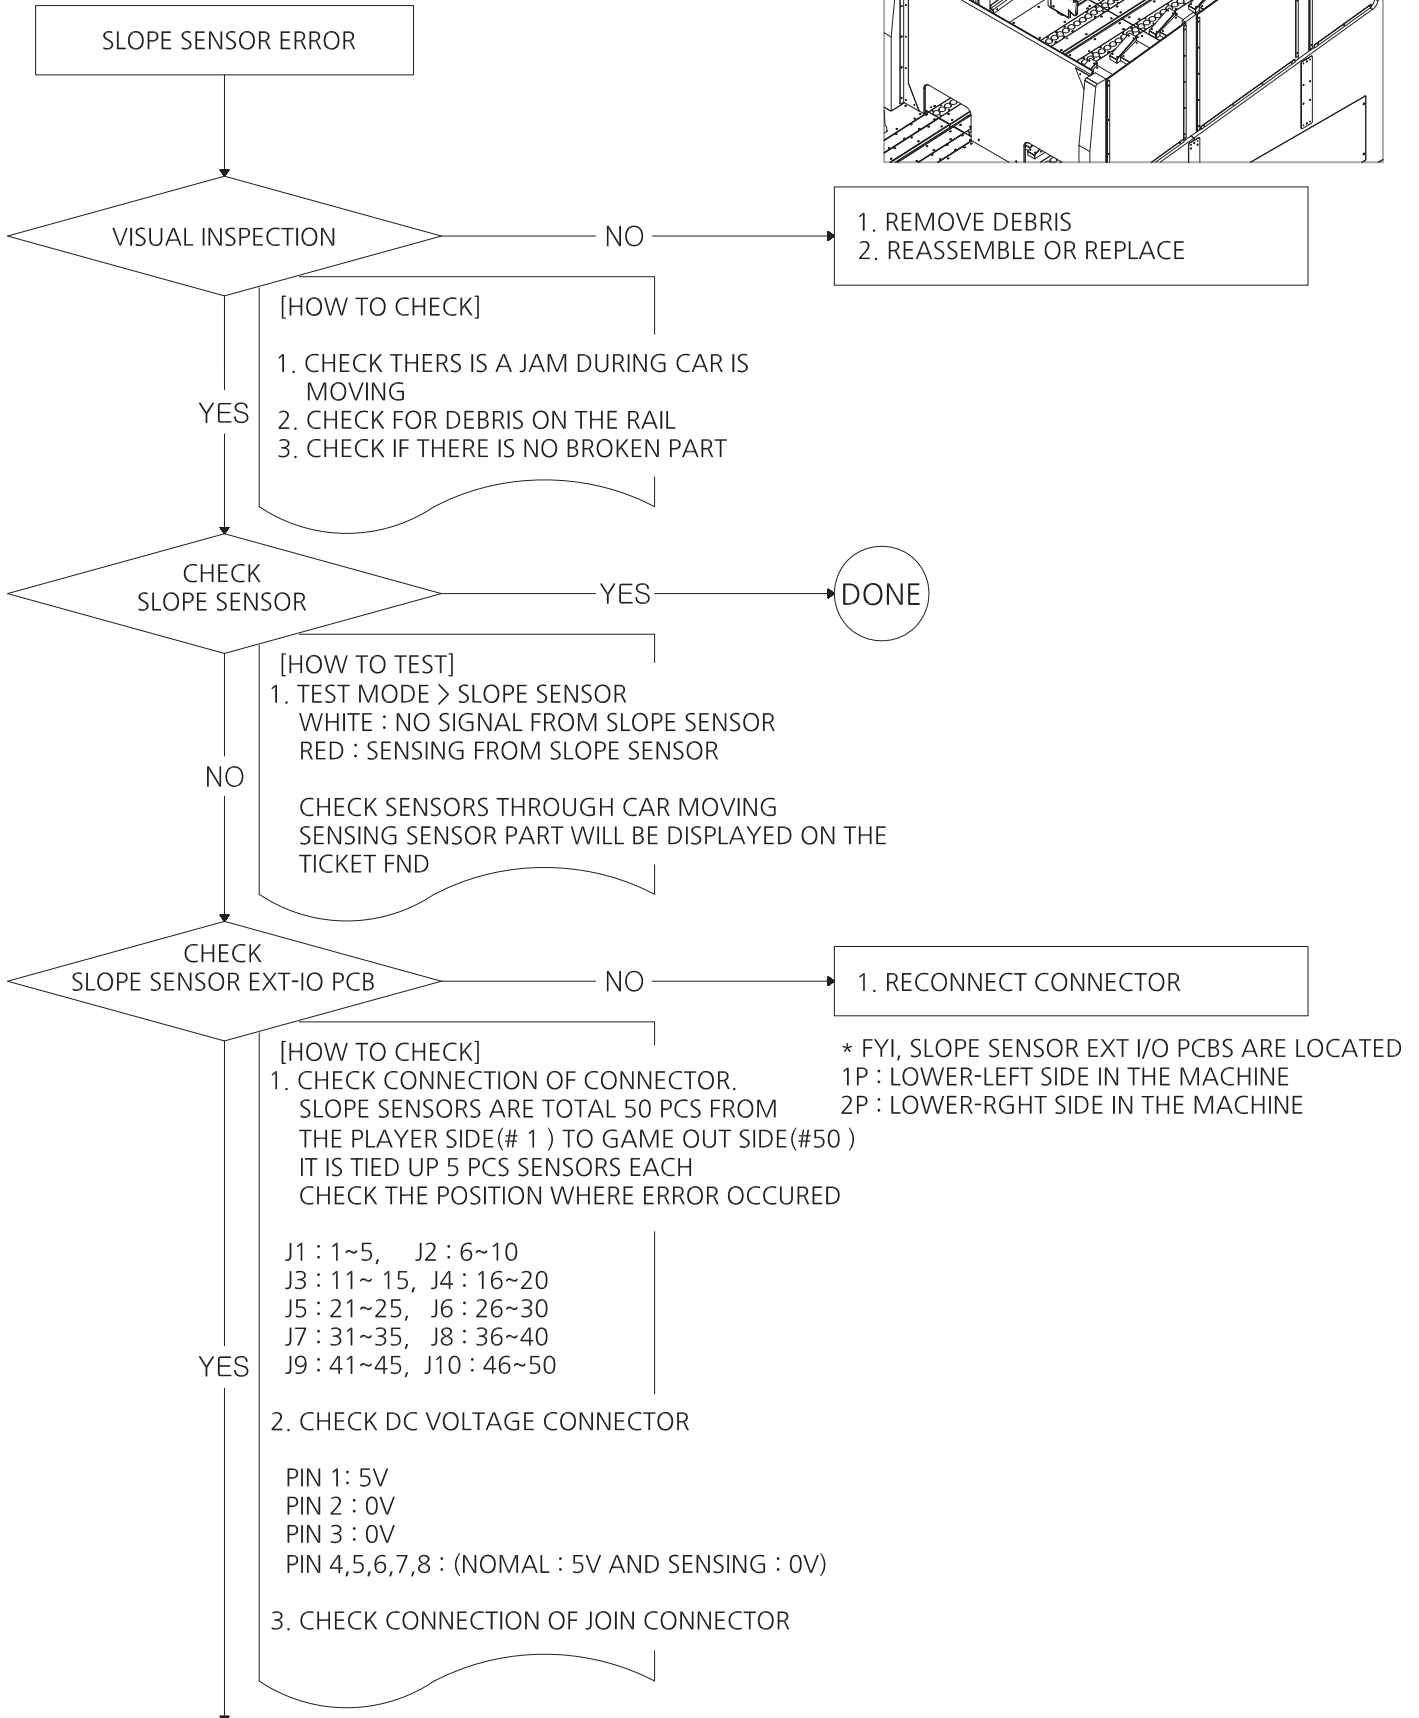 SLOPE SENSOR ERROR
VISUAL INSPECTION
NO
1. REMOVE DEBRIS
2. REASSEMBLE OR REPLACE
[HOW TO CHECK]
1. CHECK THERS IS A JAM DURING CAR IS
MOVING
2. CHECK FOR DEBRIS ON THE RAIL
3. CHECK IF THERE IS NO BROKEN PART
YES
CHECK
SLOPE SENSOR
YES
DONE
[HOW TO TEST]
1. TEST MODE > SLOPE SENSOR
WHITE : NO SIGNAL FROM SLOPE SENSOR
RED : SENSING FROM SLOPE SENSOR
CHECK SENSORS THROUGH CAR MOVING
SENSING SENSOR PART WILL BE DISPLAYED ON THE
TICKET FND
NO
CHECK
SLOPE SENSOR EXT-IO PCB
NO
1. RECONNECT CONNECTOR
* FYI, SLOPE SENSOR EXT I/O PCBS ARE LOCATED
1P : LOWER-LEFT SIDE IN THE MACHINE
2P : LOWER-RGHT SIDE IN THE MACHINE
[HOW TO CHECK]
1. CHECK CONNECTION OF CONNECTOR.
SLOPE SENSORS ARE TOTAL 50 PCS FROM
THE PLAYER SIDE(# 1 ) TO GAME OUT SIDE(#50 )
IT IS TIED UP 5 PCS SENSORS EACH
CHECK THE POSITION WHERE ERROR OCCURED
J1 : 1~5, J2 : 6~10
J3 : 11~ 15, J4 : 16~20
J5 : 21~25, J6 : 26~30
J7 : 31~35, J8 : 36~40
J9 : 41~45, J10 : 46~50
YES
2. CHECK DC VOLTAGE CONNECTOR
PIN 1: 5V
PIN 2 : 0V
PIN 3 : 0V
PIN 4,5,6,7,8 : (NOMAL : 5V AND SENSING : 0V)
3. CHECK CONNECTION OF JOIN CONNECTOR